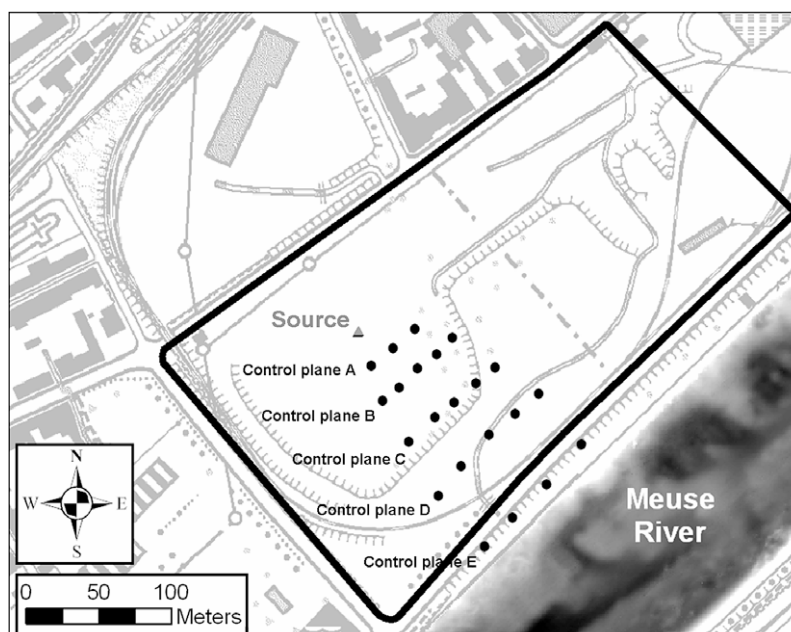 Source
Control plane A
Control plane B
Control plane C
Control plane D
Control plane E
Meuse
River
N
W E
S
0 50 100
Meters